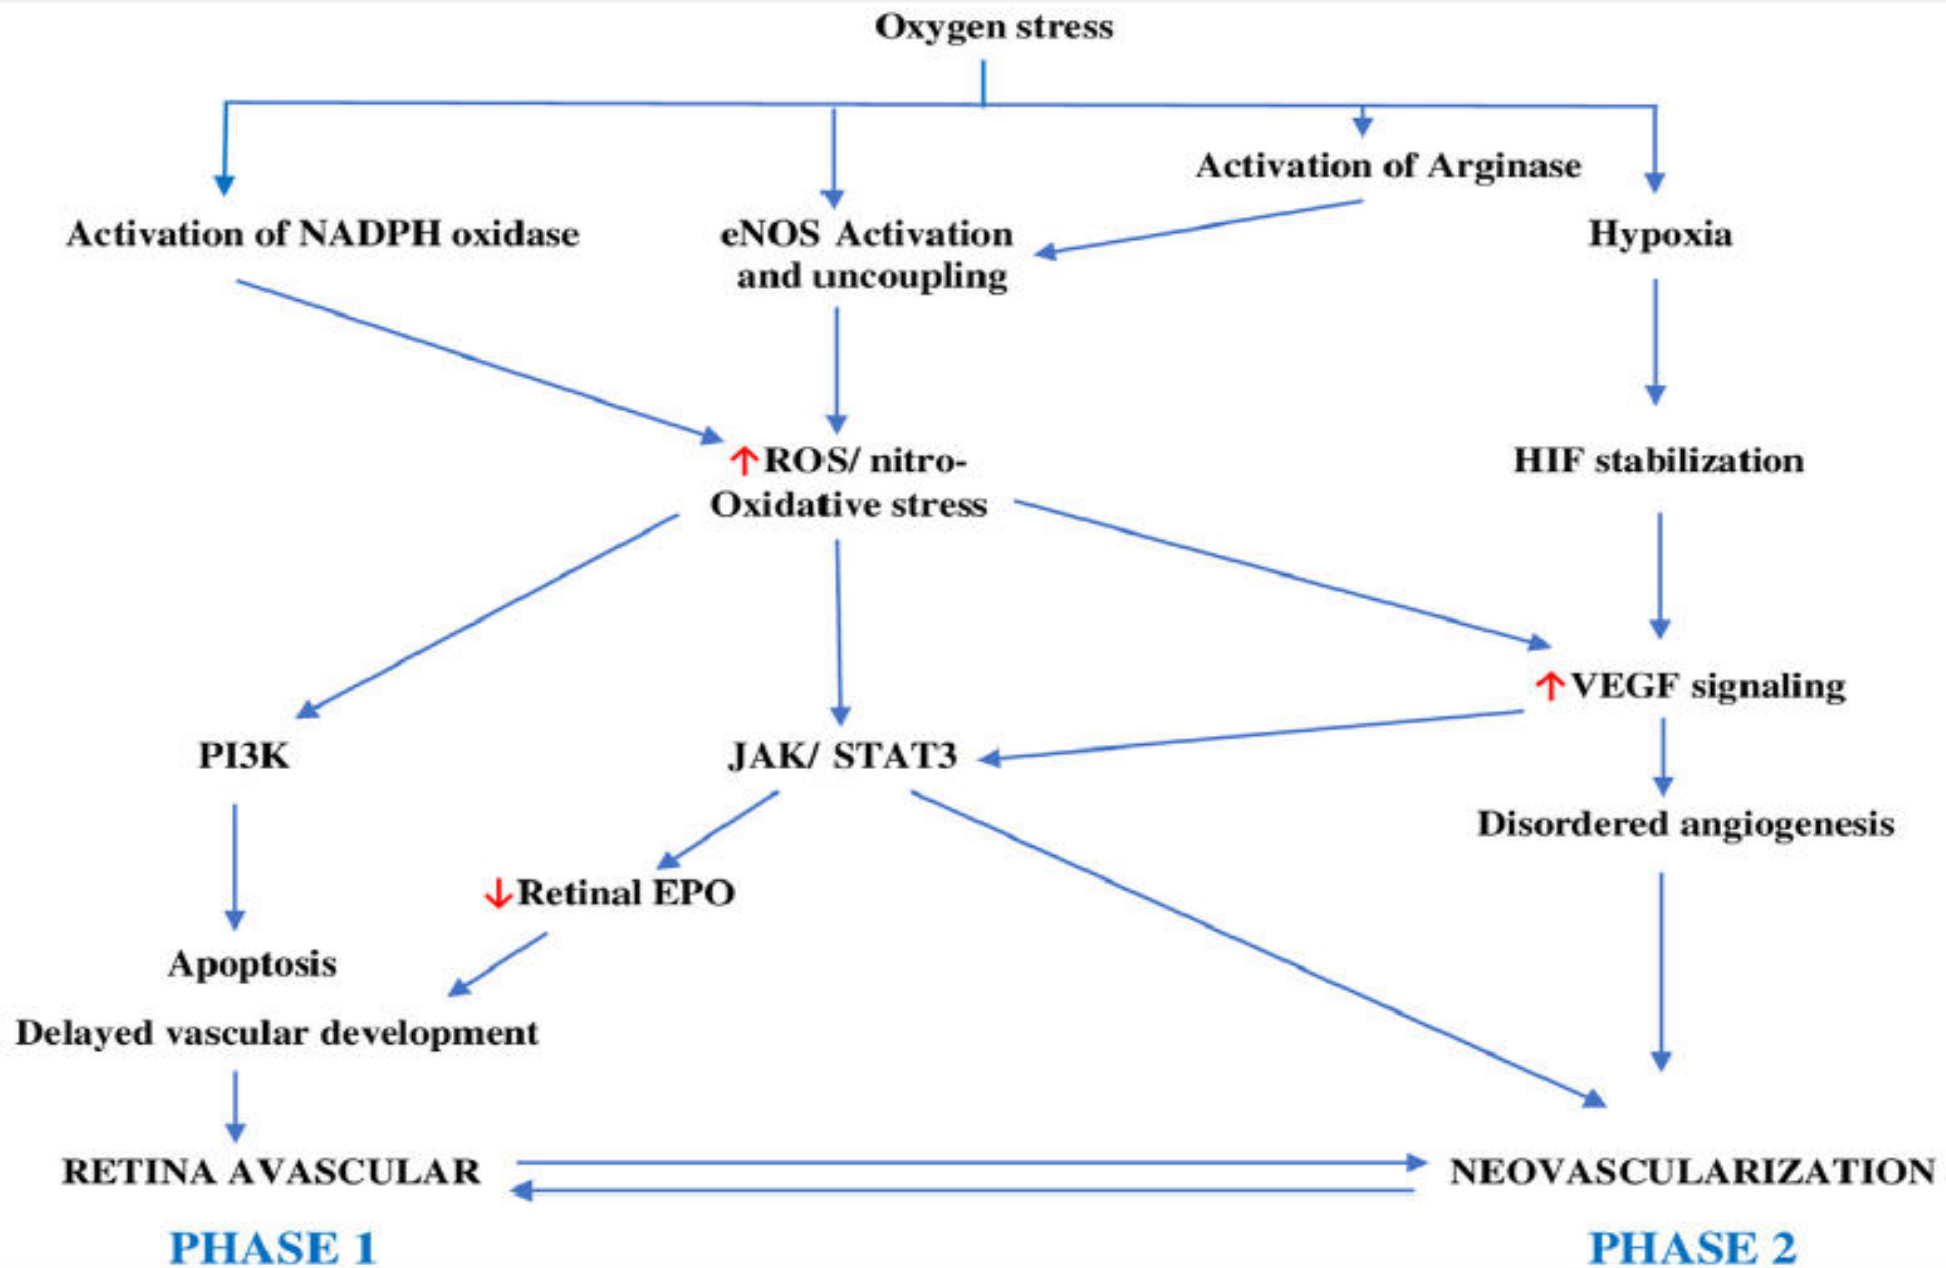 Oxygen stress
Activation of Arginase
Activation of NADPH oxidase
eNOS Activation
and uncoupling
Hypoxia
↑ROS/ nitro-
Oxidative stress
HIF stabilization
↑VEGF signaling
PI3K
JAK/ STAT3
Disordered angiogenesis
↓Retinal EPO
Apoptosis
Delayed vascular development
RETINA AVASCULAR
NEOVASCULARIZATION
PHASE 1
PHASE 2